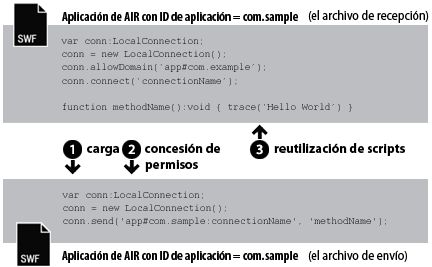 Aplicación de AIR con ID de aplicación = com.sample (el archivo de recepción)
SWF
var conn:LocalConnection;
conn = new LocalConnection();
conn.allowDomain('app#com.example');
conn.connect('connectionName');
function methodName():void { trace('Hello World') }
1 carga 2 concesión de permisos 3 reutilización de scripts
var conn:LocalConnection;
conn = new LocalConnection();
conn.send('app#com.sample:connectionName', 'methodName');
SWF
Aplicación de AIR con ID de aplicación = com.sample (el archivo de envío)